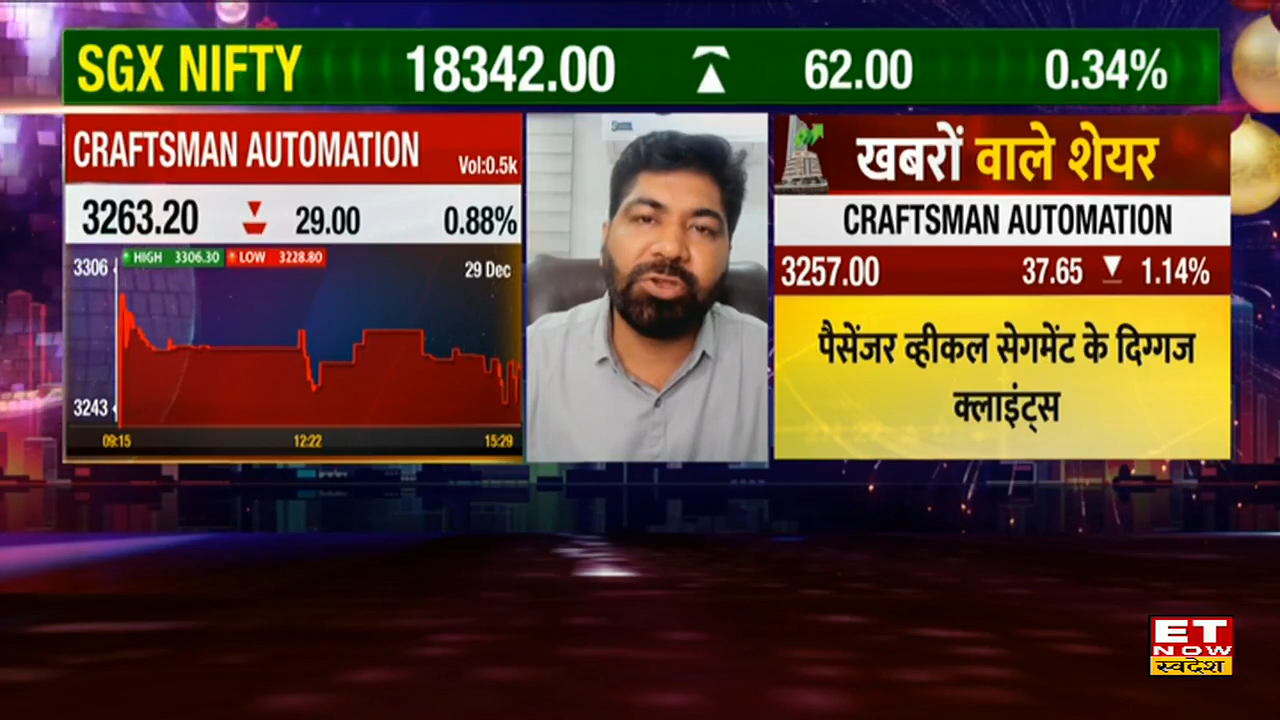 SGX NIFTY 18342.00 62.00 0.34%
CRAFTSMAN AUTOMATION Vol:0.5k
3263.20 29.00 0.88%
HIGH 3306.30 LOW 3228.80
3306 29 Dec
3243
09:15 12:22 15:29
खबरों वाले शेयर
CRAFTSMAN AUTOMATION
3257.00 37.65 1.14%
पैसेंजर व्हीकल सेगमेंट के दिग्गज
क्लाइंट्स
ET
NOW
स्वदेश